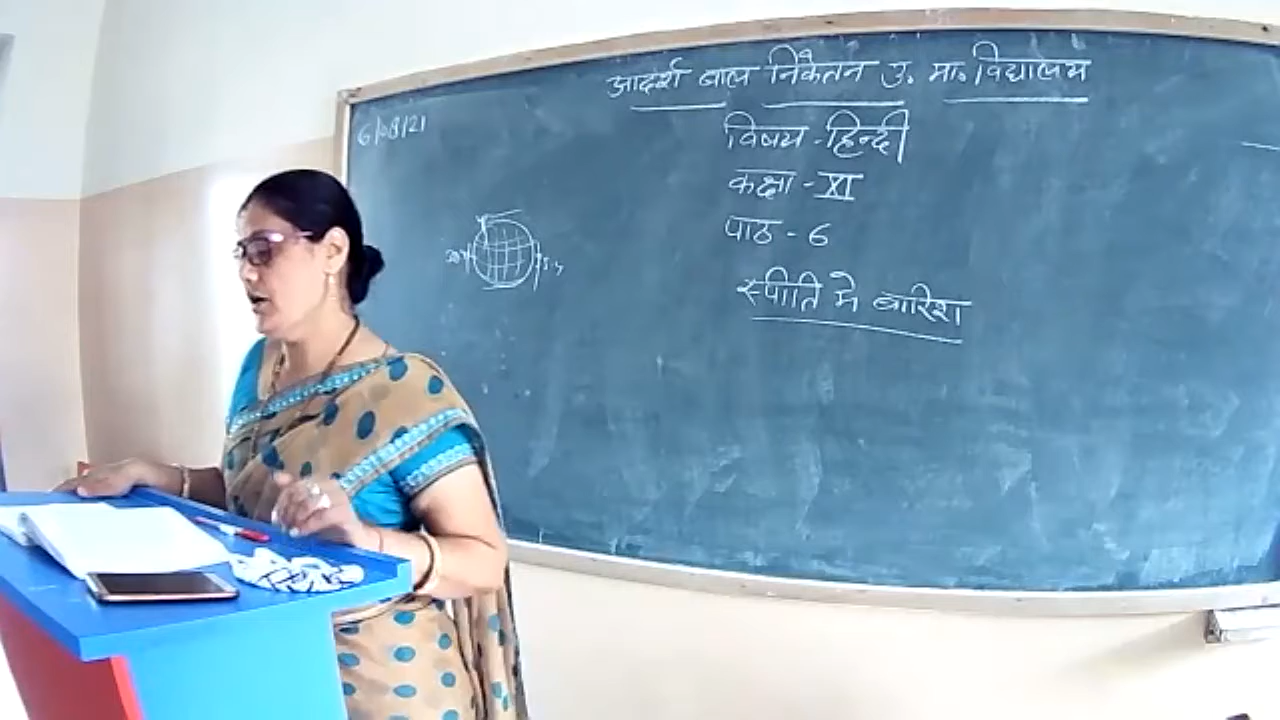 आदर्श बाल निकेतन उ. मा. विद्यालय
6/08/21
विषय - हिन्दी
कक्षा - XI
पाठ - 6
स्पीति मे बारिश